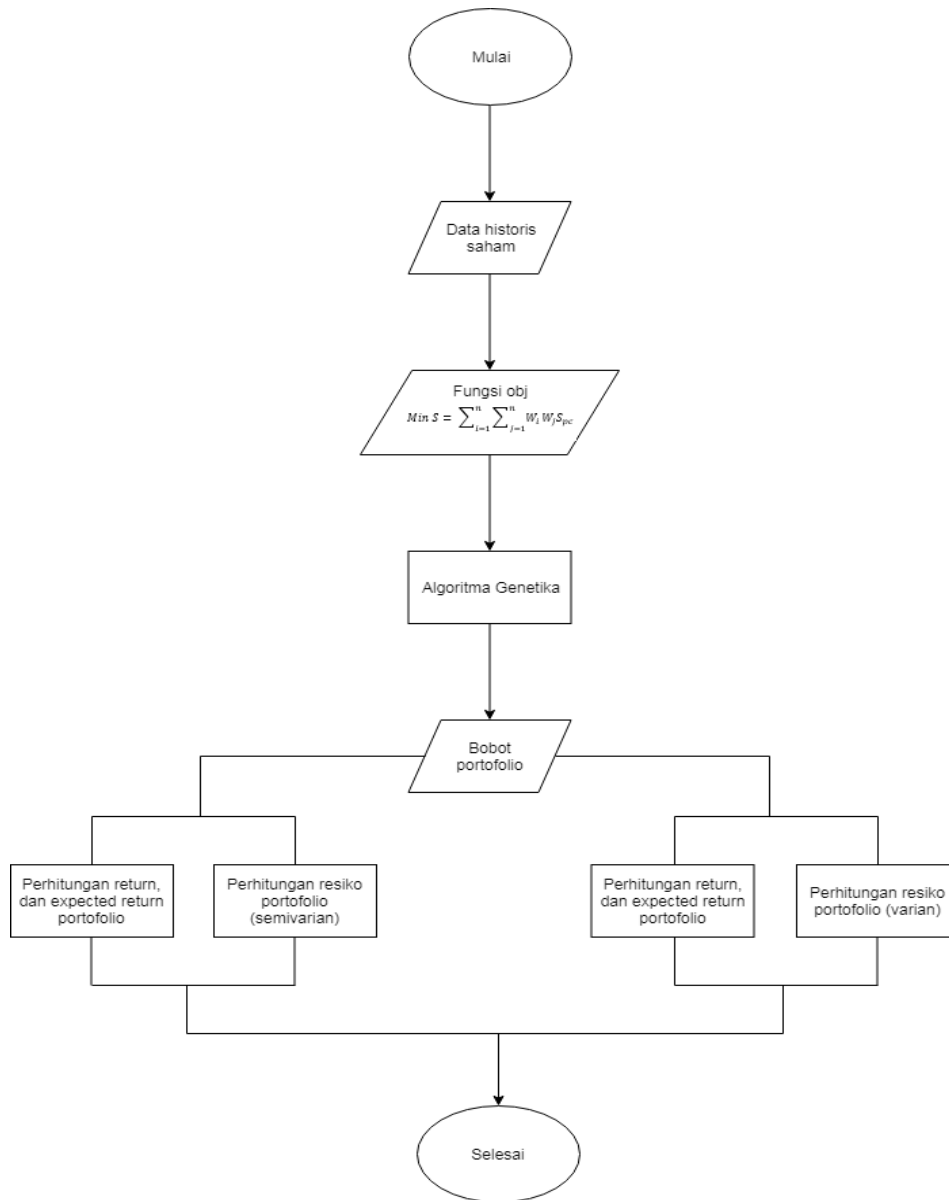 Mulai
Data historis
saham
Fungsi obj
Min S = ∑ⁿᵢ₌₁ ∑ⁿⱼ₌₁ WᵢWⱼSpc
Algoritma Genetika
Bobot
portofolio
Perhitungan return,
dan expected return
portofolio
Perhitungan resiko
portofolio
(semivarian)
Perhitungan return,
dan expected return
portofolio
Perhitungan resiko
portofolio (varian)
Selesai